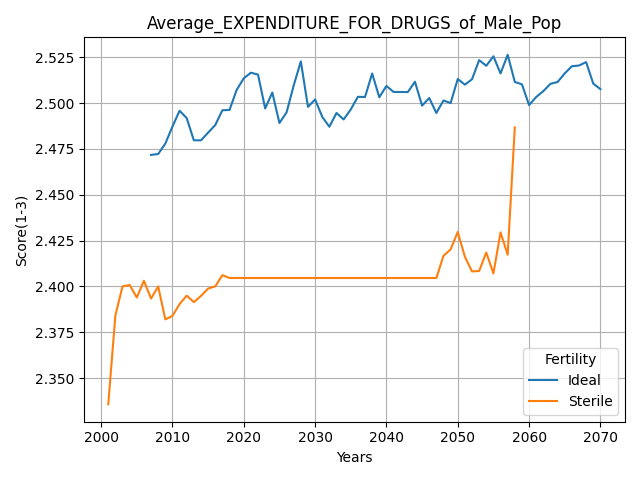 Average_EXPENDITURE_FOR_DRUGS_of_Male_Pop
Score(1-3)
2.525
2.500
2.475
2.450
2.425
2.400
2.375
2.350
2000 2010 2020 2030 2040 2050 2060 2070
Years
Fertility
Ideal
Sterile